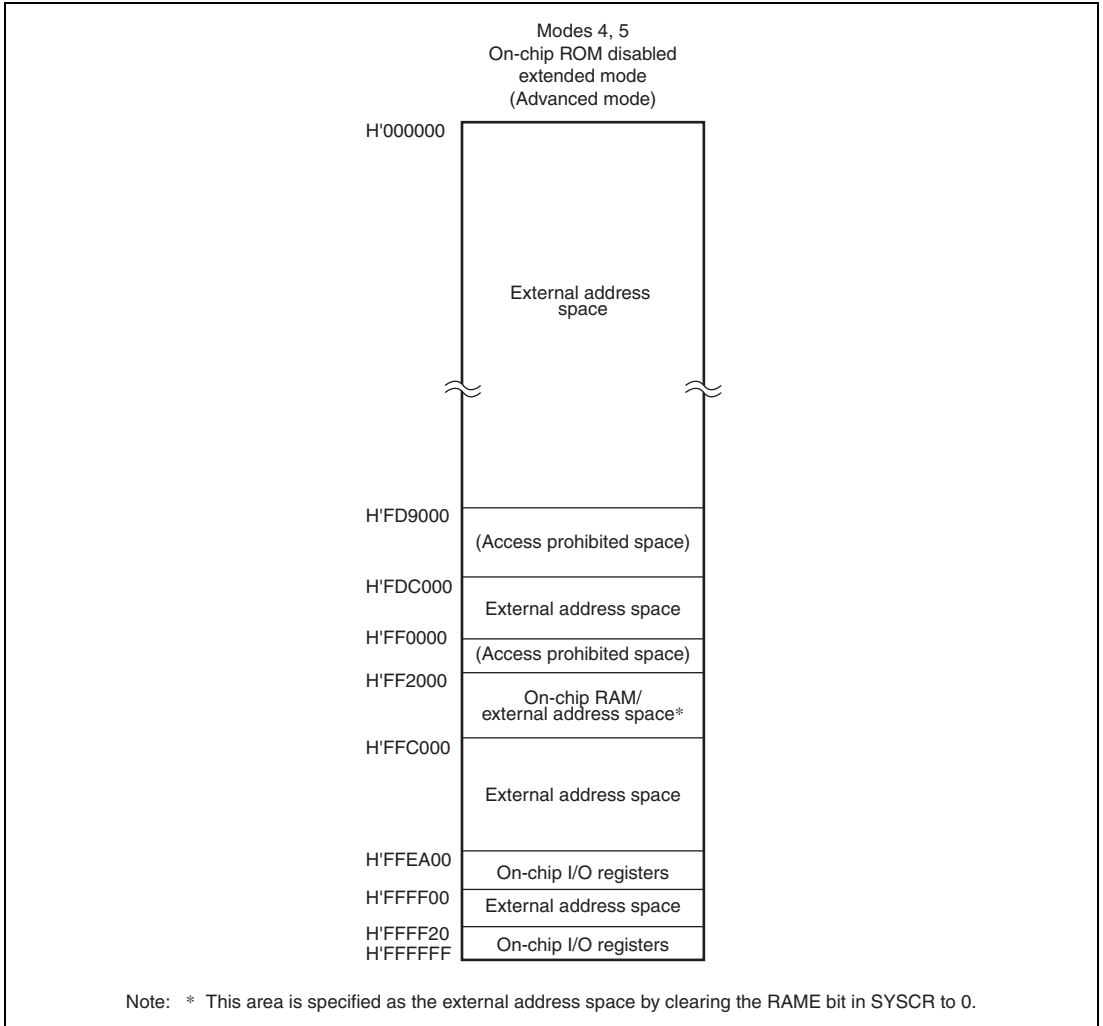 Modes 4, 5
On-chip ROM disabled
extended mode
(Advanced mode)
H'000000
External address
space
H'FD9000
(Access prohibited space)
H'FDC000
External address space
H'FF0000
(Access prohibited space)
H'FF2000
On-chip RAM/
external address space*
H'FFC000
External address space
H'FFEA00
On-chip I/O registers
H'FFFF00
External address space
H'FFFF20
On-chip I/O registers
H'FFFFFF
Note: * This area is specified as the external address space by clearing the RAME bit in SYSCR to 0.